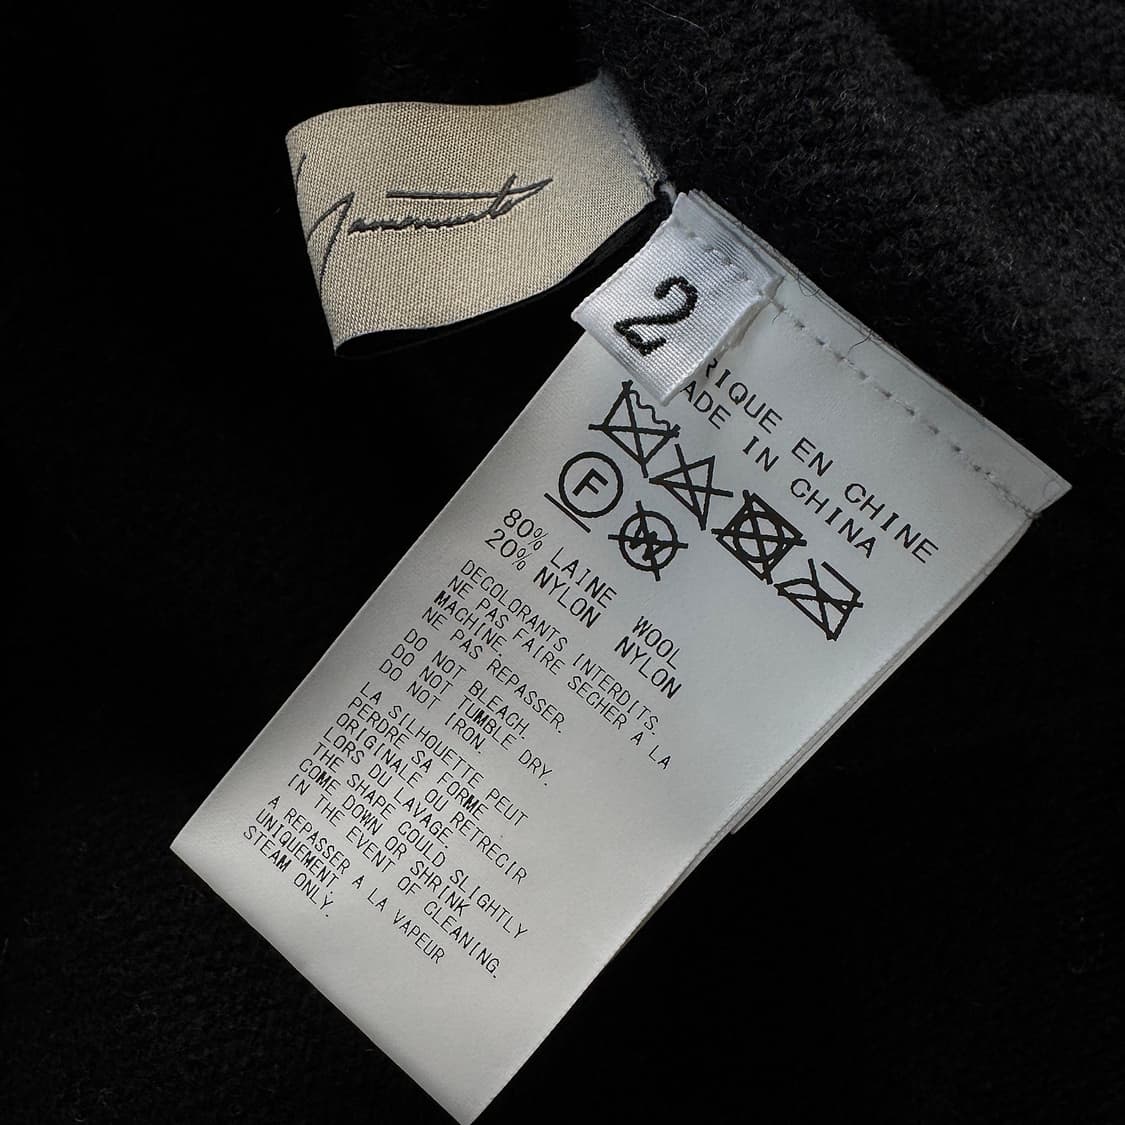 Yamamoto
2
RIQUE EN CHINE
ADE IN CHINA
F
W
80% LAINE WOOL
20% NYLON NYLON
DECOLORANTS INTERDITS.
NE PAS FAIRE SECHER A LA
MACHINE.
NE PAS REPASSER.
DO NOT BLEACH.
DO NOT TUMBLE DRY.
DO NOT IRON.
LA SILHOUETTE PEUT
PERDRE SA FORME
ORIGINALE OU RETRECIR
LORS DU LAVAGE.
THE SHAPE COULD SLIGHTLY
COME DOWN OR SHRINK
IN THE EVENT OF CLEANING.
A REPASSER A LA VAPEUR
UNIQUEMENT.
STEAM ONLY.